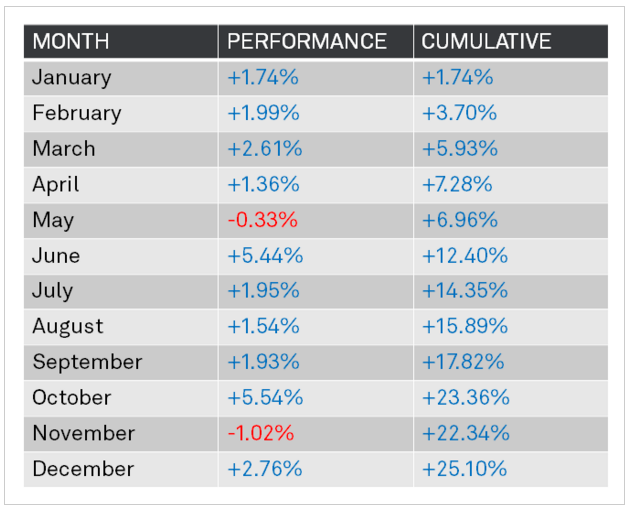 MONTH PERFORMANCE CUMULATIVE
January +1.74% +1.74%
February +1.99% +3.70%
March +2.61% +5.93%
April +1.36% +7.28%
May -0.33% +6.96%
June +5.44% +12.40%
July +1.95% +14.35%
August +1.54% +15.89%
September +1.93% +17.82%
October +5.54% +23.36%
November -1.02% +22.34%
December +2.76% +25.10%